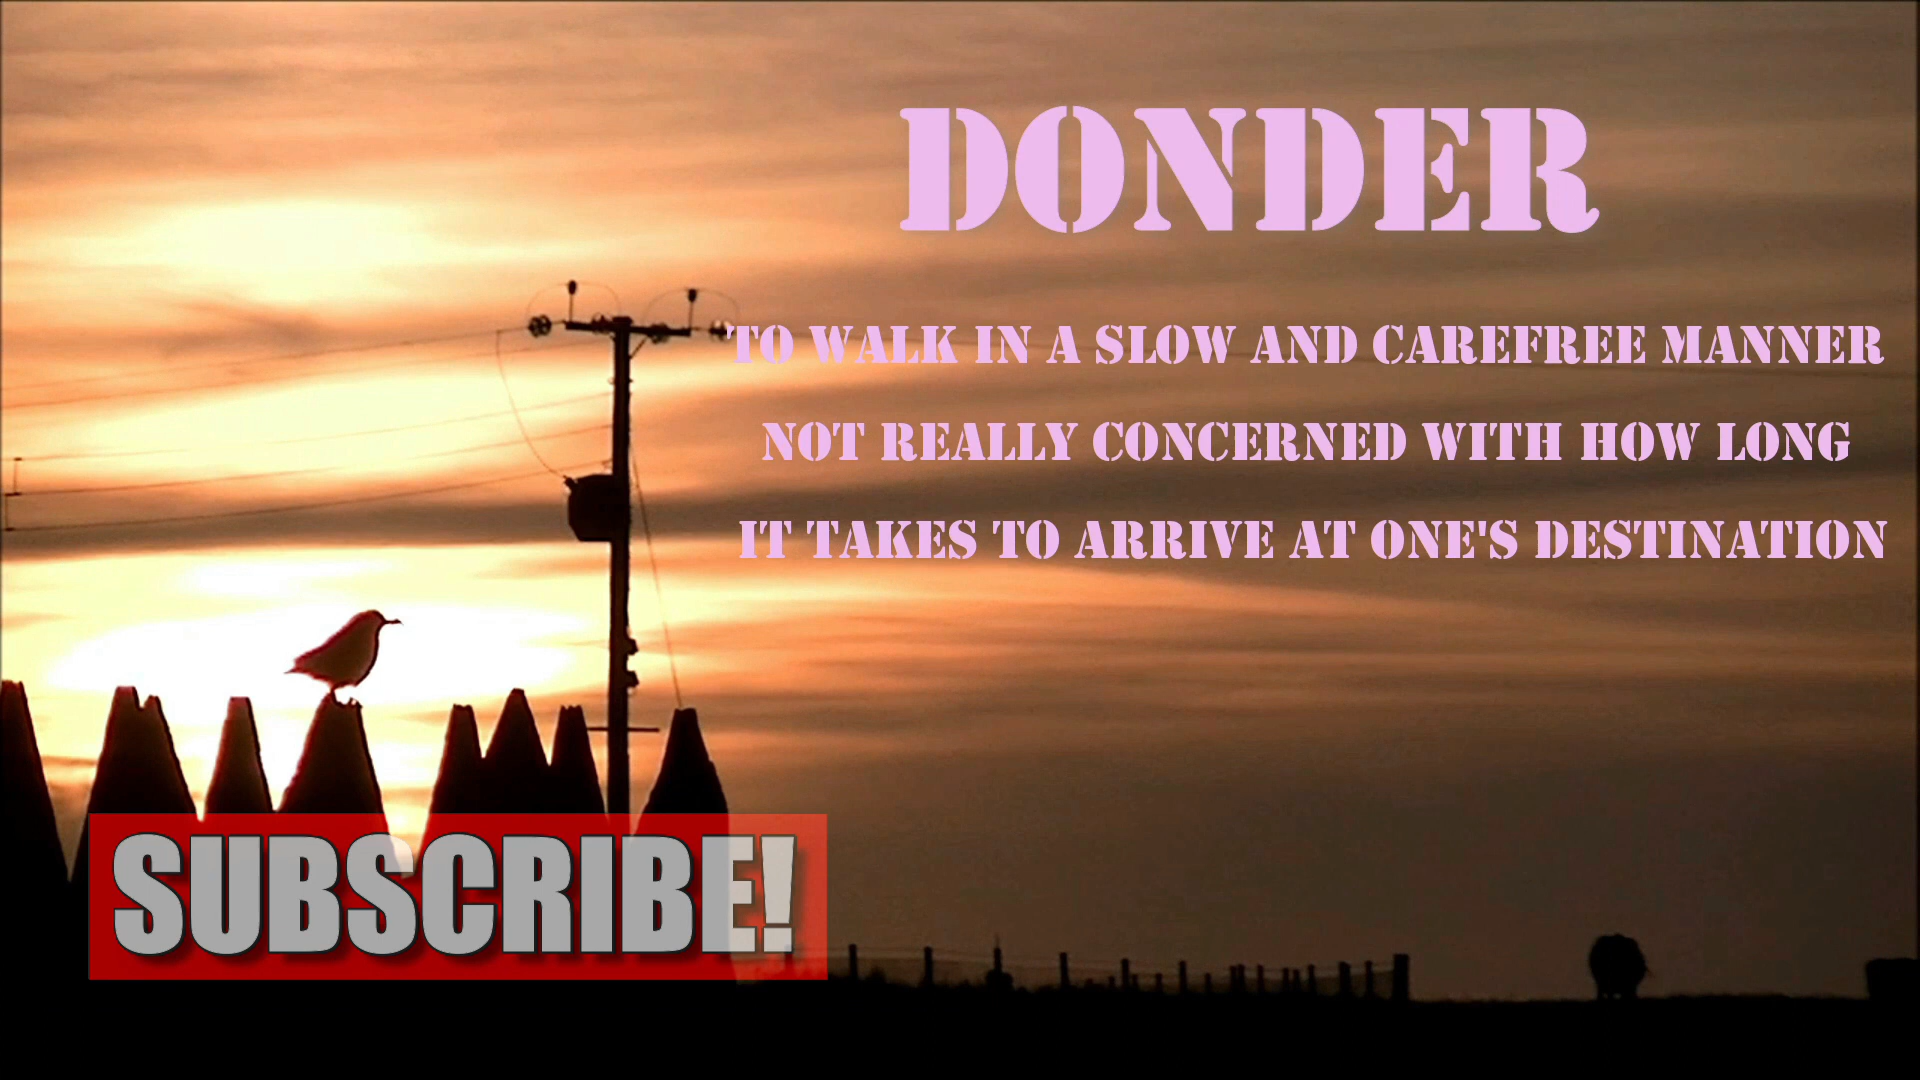 DONDER
TO WALK IN A SLOW AND CAREFREE MANNER
NOT REALLY CONCERNED WITH HOW LONG
IT TAKES TO ARRIVE AT ONE'S DESTINATION
SUBSCRIBE!